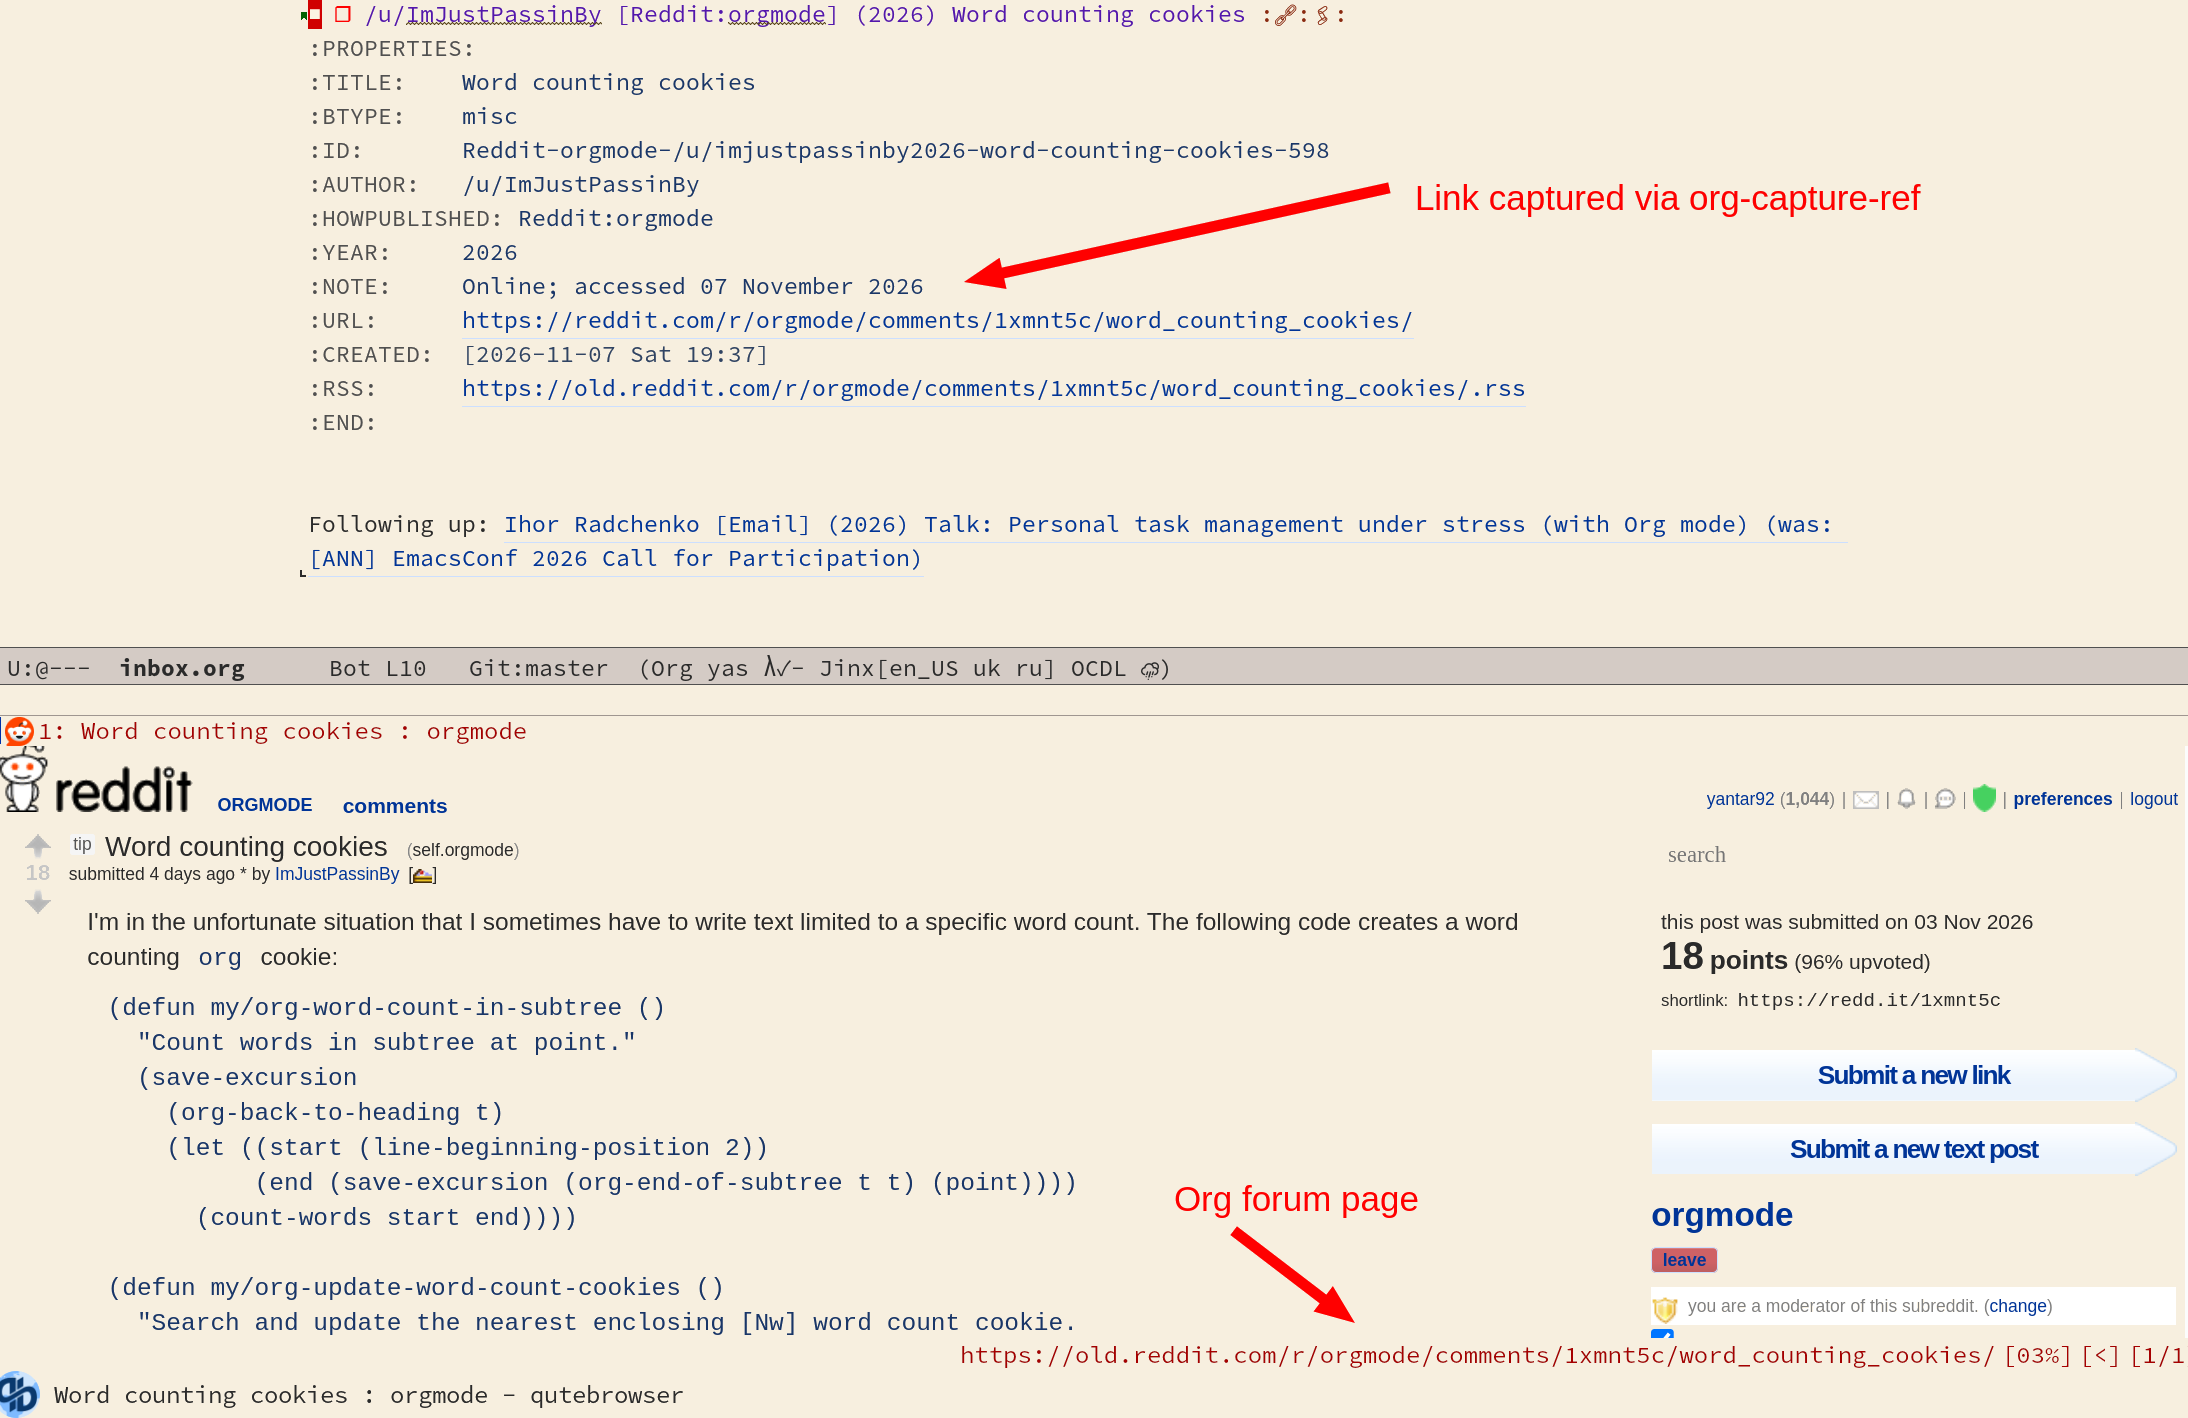 /u/ImJustPassinBy [Reddit:orgmode] (2026) Word counting cookies :🔗:🖇:
:PROPERTIES:
:TITLE:    Word counting cookies
:BTYPE:    misc
:ID:       Reddit-orgmode-/u/imjustpassinby2026-word-counting-cookies-598
:AUTHOR:   /u/ImJustPassinBy
Link captured via org-capture-ref
:HOWPUBLISHED: Reddit:orgmode
:YEAR:     2026
:NOTE:     Online; accessed 07 November 2026
:URL:      https://reddit.com/r/orgmode/comments/1xmnt5c/word_counting_cookies/
:CREATED:  [2026-11-07 Sat 19:37]
:RSS:      https://old.reddit.com/r/orgmode/comments/1xmnt5c/word_counting_cookies/.rss
:END:
Following up: Ihor Radchenko [Email] (2026) Talk: Personal task management under stress (with Org mode) (was:
[ANN] EmacsConf 2026 Call for Participation)
U:@---  inbox.org      Bot L10   Git:master  (Org yas λ✓- Jinx[en_US uk ru] OCDL ⛈)
1: Word counting cookies : orgmode
reddit ORGMODE comments
yantar92 (1,044) | | | | | preferences | logout
tip Word counting cookies (self.orgmode)
18
submitted 4 days ago * by ImJustPassinBy [🍰]
search
I'm in the unfortunate situation that I sometimes have to write text limited to a specific word count. The following code creates a word
counting org cookie:
this post was submitted on 03 Nov 2026
18 points (96% upvoted)
shortlink: https://redd.it/1xmnt5c
(defun my/org-word-count-in-subtree ()
  "Count words in subtree at point."
  (save-excursion
    (org-back-to-heading t)
    (let ((start (line-beginning-position 2))
          (end (save-excursion (org-end-of-subtree t t) (point))))
      (count-words start end))))
Submit a new link
Submit a new text post
Org forum page
orgmode
leave
(defun my/org-update-word-count-cookies ()
  "Search and update the nearest enclosing [Nw] word count cookie.
you are a moderator of this subreddit. (change)
https://old.reddit.com/r/orgmode/comments/1xmnt5c/word_counting_cookies/ [03%] [<] [1/1
Word counting cookies : orgmode - qutebrowser